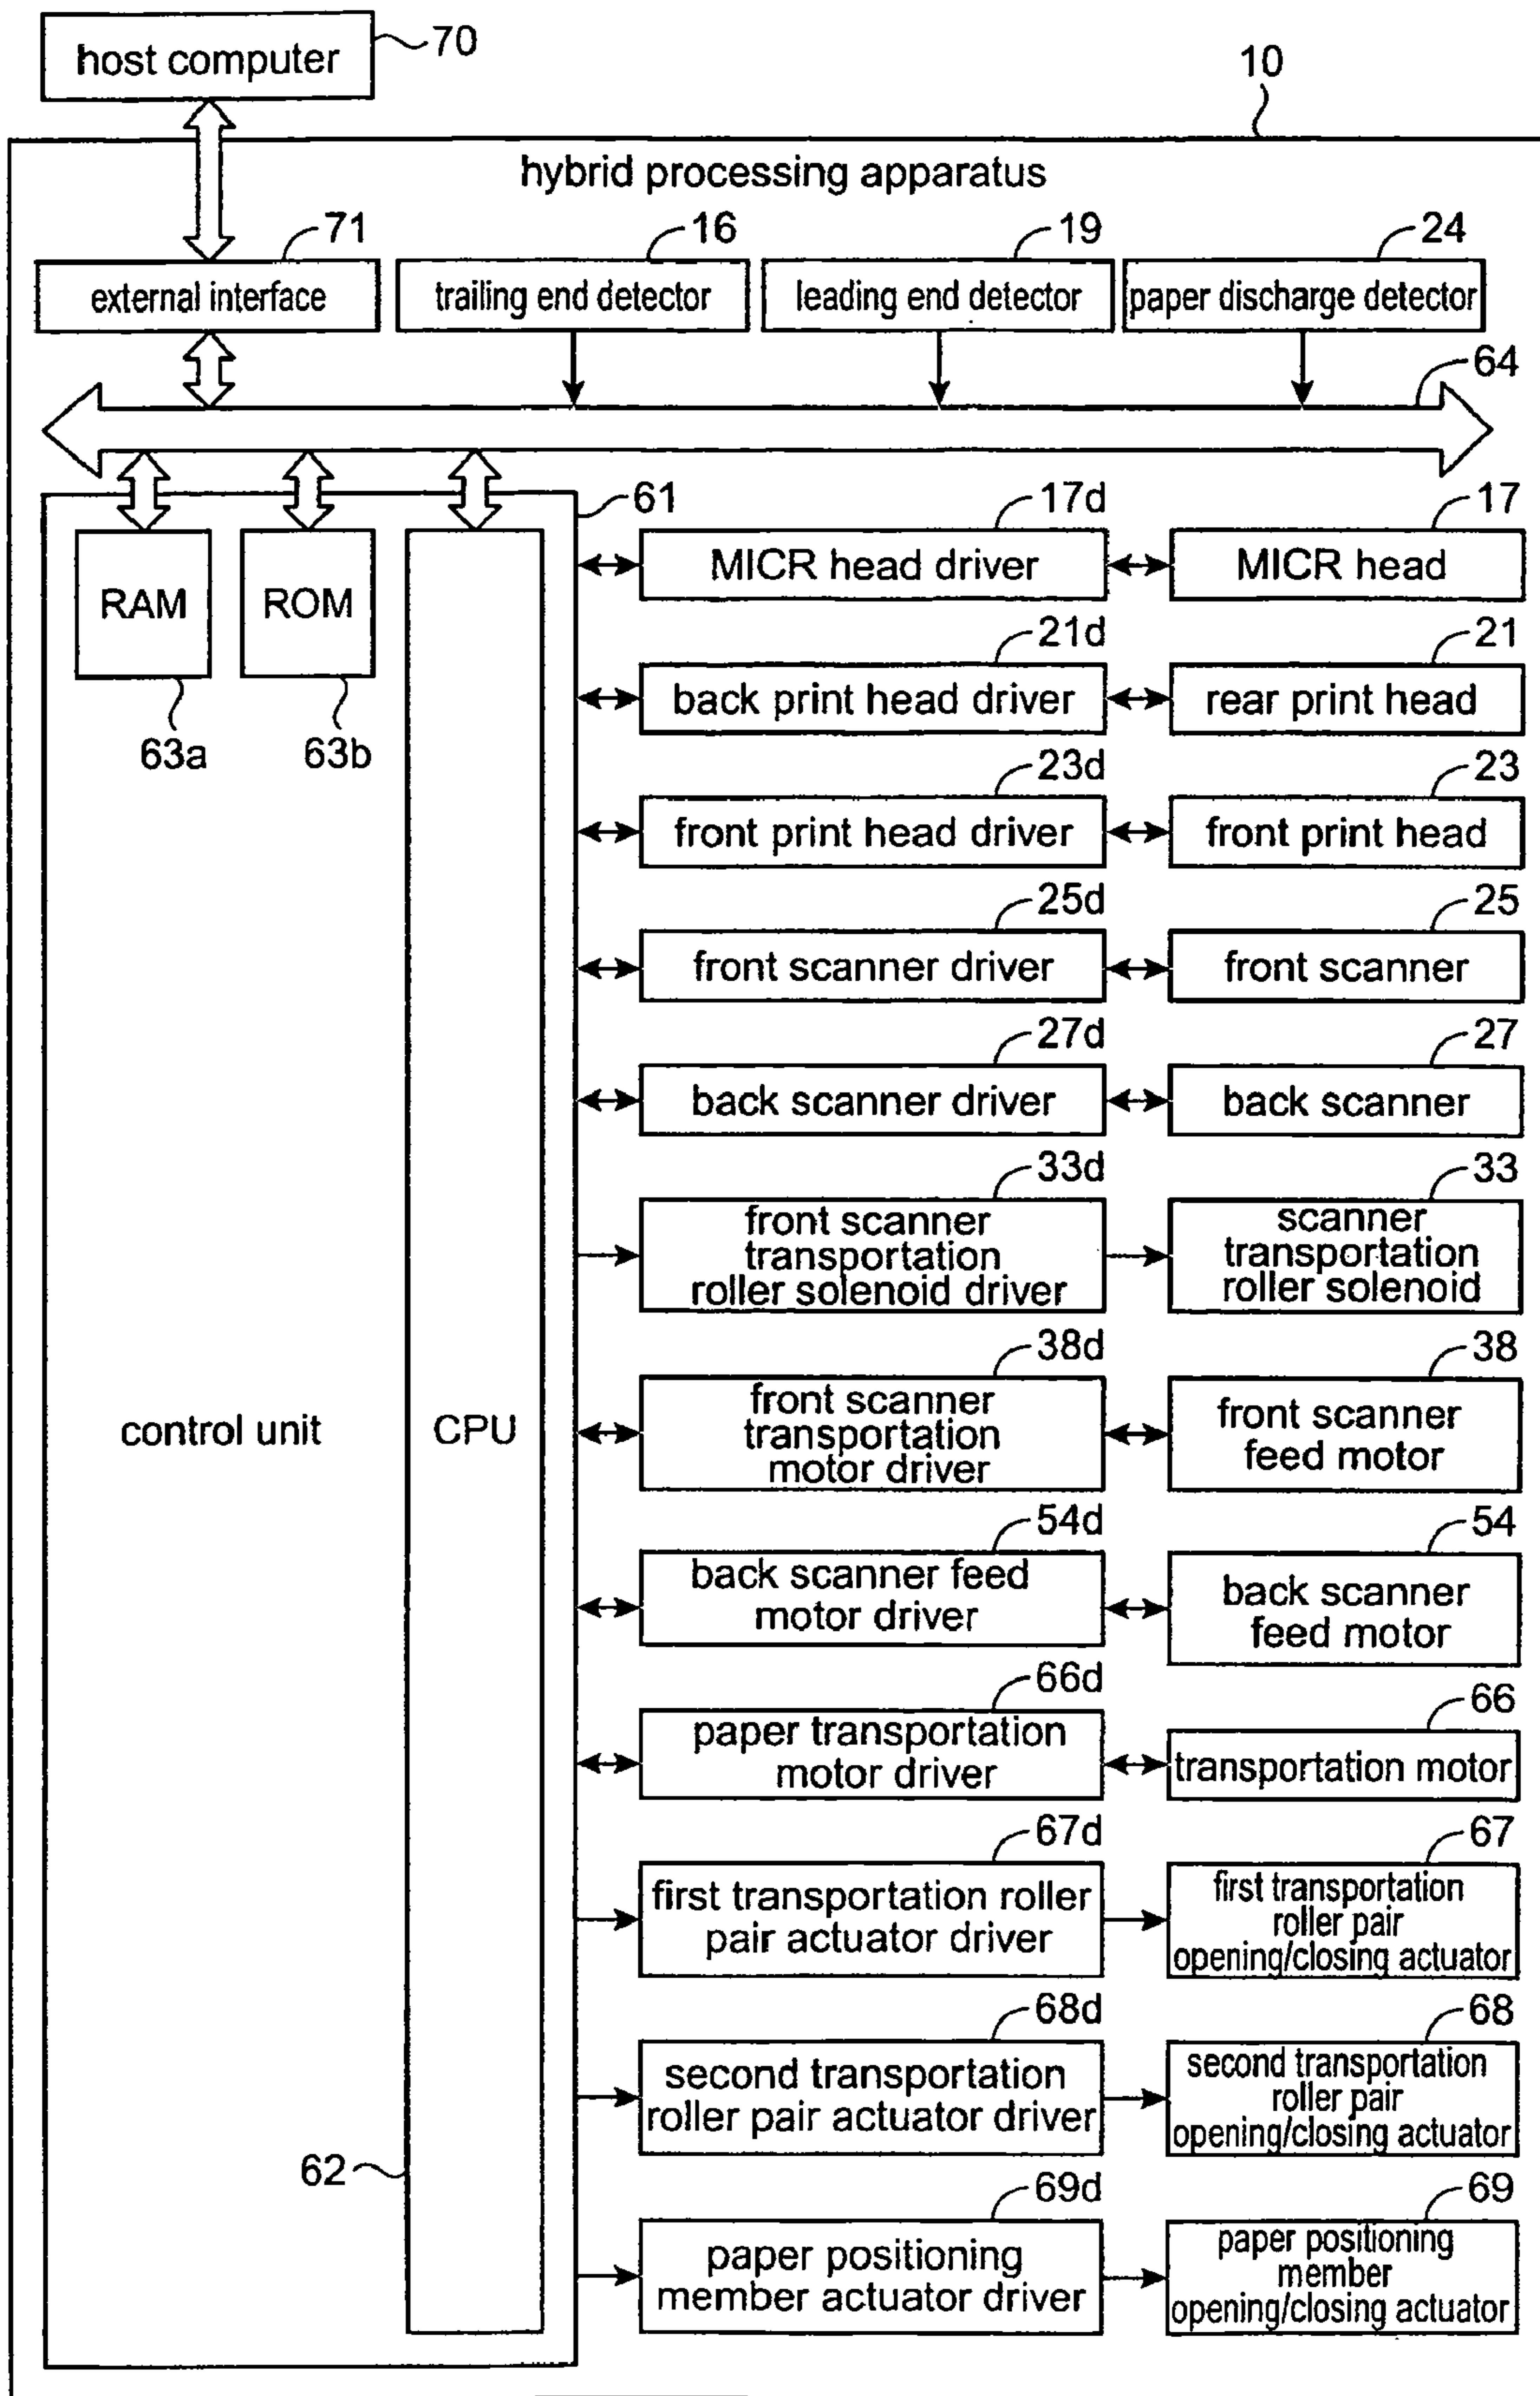 host computer
70
10
hybrid processing apparatus
71
16
19
24
external interface
trailing end detector
leading end detector
paper discharge detector
64
61
17d
17
RAM
ROM
MICR head driver
MICR head
63a
63b
21d
21
back print head driver
rear print head
23d
23
front print head driver
front print head
25d
25
front scanner driver
front scanner
27d
27
back scanner driver
back scanner
33d
33
front scanner
transportation
roller solenoid driver
scanner
transportation
roller solenoid
38d
38
control unit
CPU
front scanner
transportation
motor driver
front scanner
feed motor
54d
54
back scanner feed
motor driver
back scanner
feed motor
66d
66
paper transportation
motor driver
transportation motor
67d
67
first transportation roller
pair actuator driver
first transportation
roller pair
opening/closing actuator
68d
68
second transportation
roller pair actuator driver
second transportation
roller pair
opening/closing actuator
62
69d
69
paper positioning
member actuator driver
paper positioning
member
opening/closing actuator